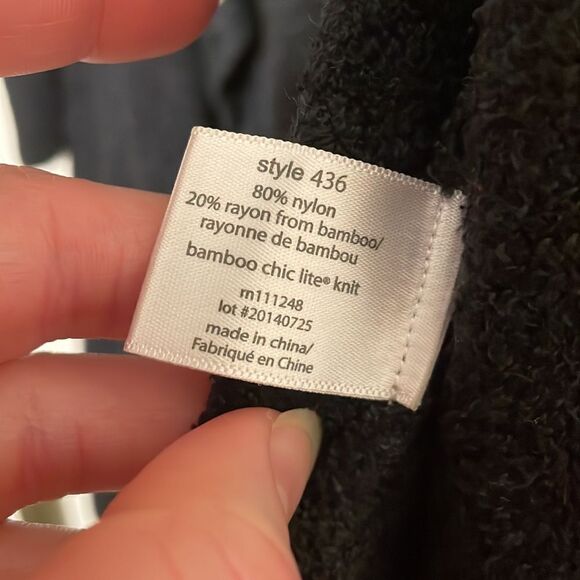 style 436
80% nylon
20% rayon from bamboo/
rayonne de bambou
bamboo chic lite® knit
m111248
lot #20140725
made in china/
Fabriqué en Chine